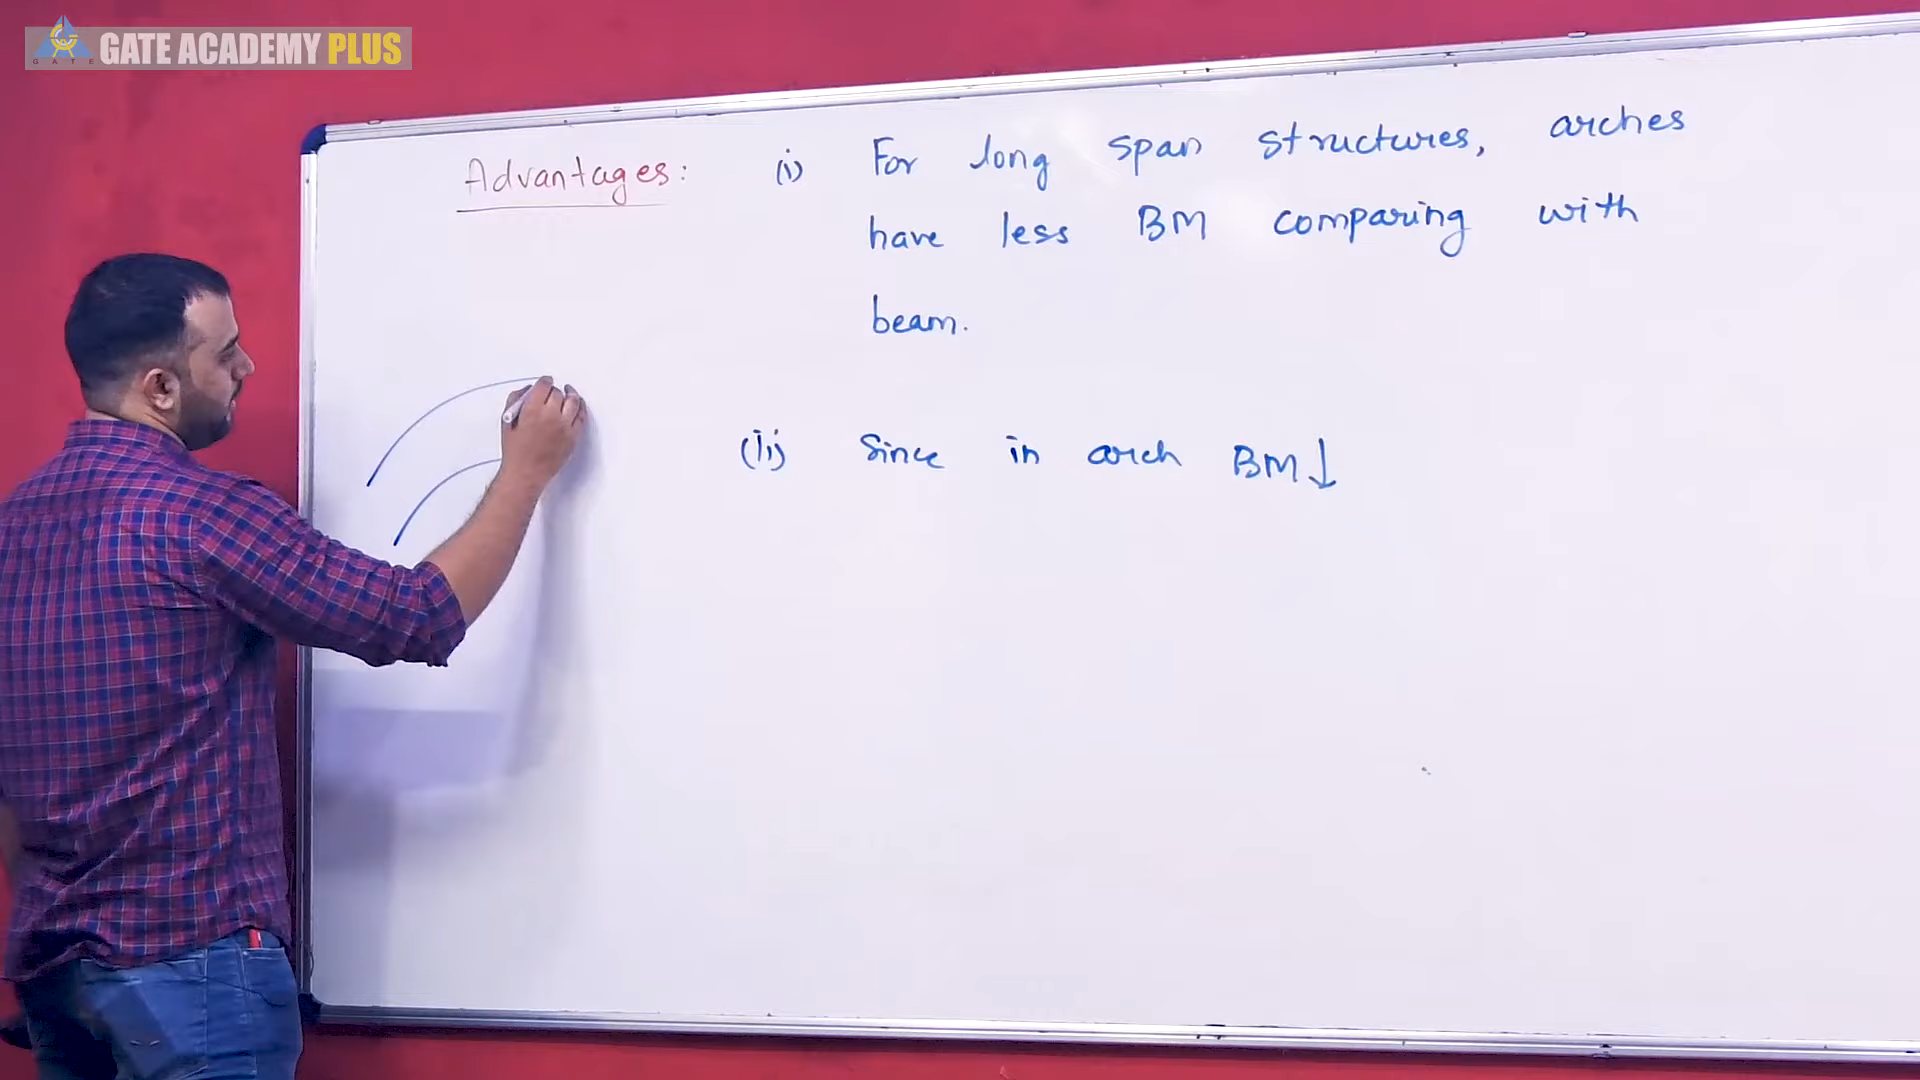 GATE ACADEMY PLUS
GATE
Advantages: (i) For long span structures, arches
have less BM comparing with
beam.
(ii) Since in arch BM↓